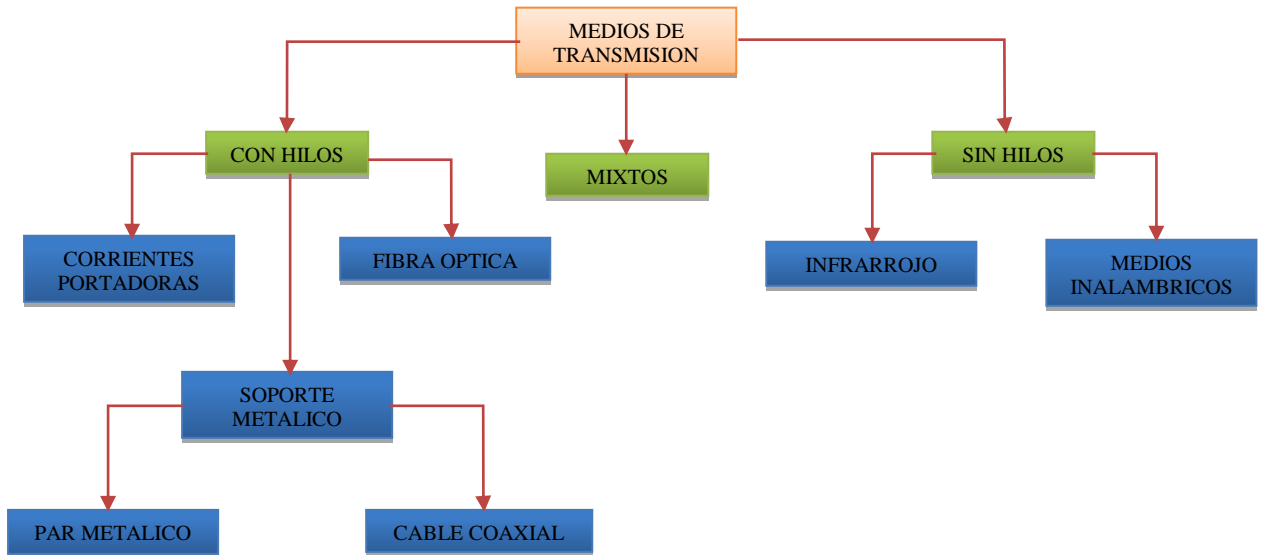 MEDIOS DE
TRANSMISION
CON HILOS
MIXTOS
SIN HILOS
CORRIENTES
PORTADORAS
FIBRA OPTICA
INFRARROJO
MEDIOS
INALAMBRICOS
SOPORTE
METALICO
PAR METALICO
CABLE COAXIAL